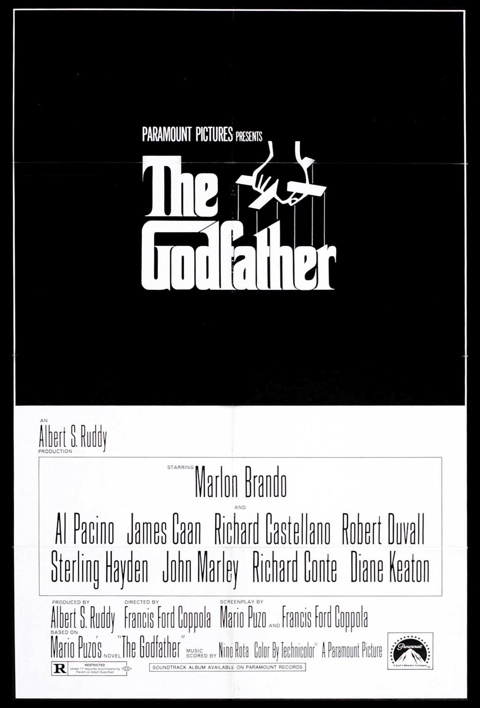 PARAMOUNT PICTURES PRESENTS
The
Godfather
AN
Albert S. Ruddy
PRODUCTION
STARRING Marlon Brando
AND
Al Pacino James Caan Richard Castellano Robert Duvall
Sterling Hayden John Marley Richard Conte Diane Keaton
PRODUCED BY DIRECTED BY SCREENPLAY BY
Albert S. Ruddy Francis Ford Coppola Mario Puzo AND Francis Ford Coppola
BASED ON
Mario Puzo's NOVEL "The Godfather" MUSIC SCORED BY Nino Rota Color By Technicolor® A Paramount Picture
Paramount
R RESTRICTED
SOUNDTRACK ALBUM AVAILABLE ON PARAMOUNT RECORDS